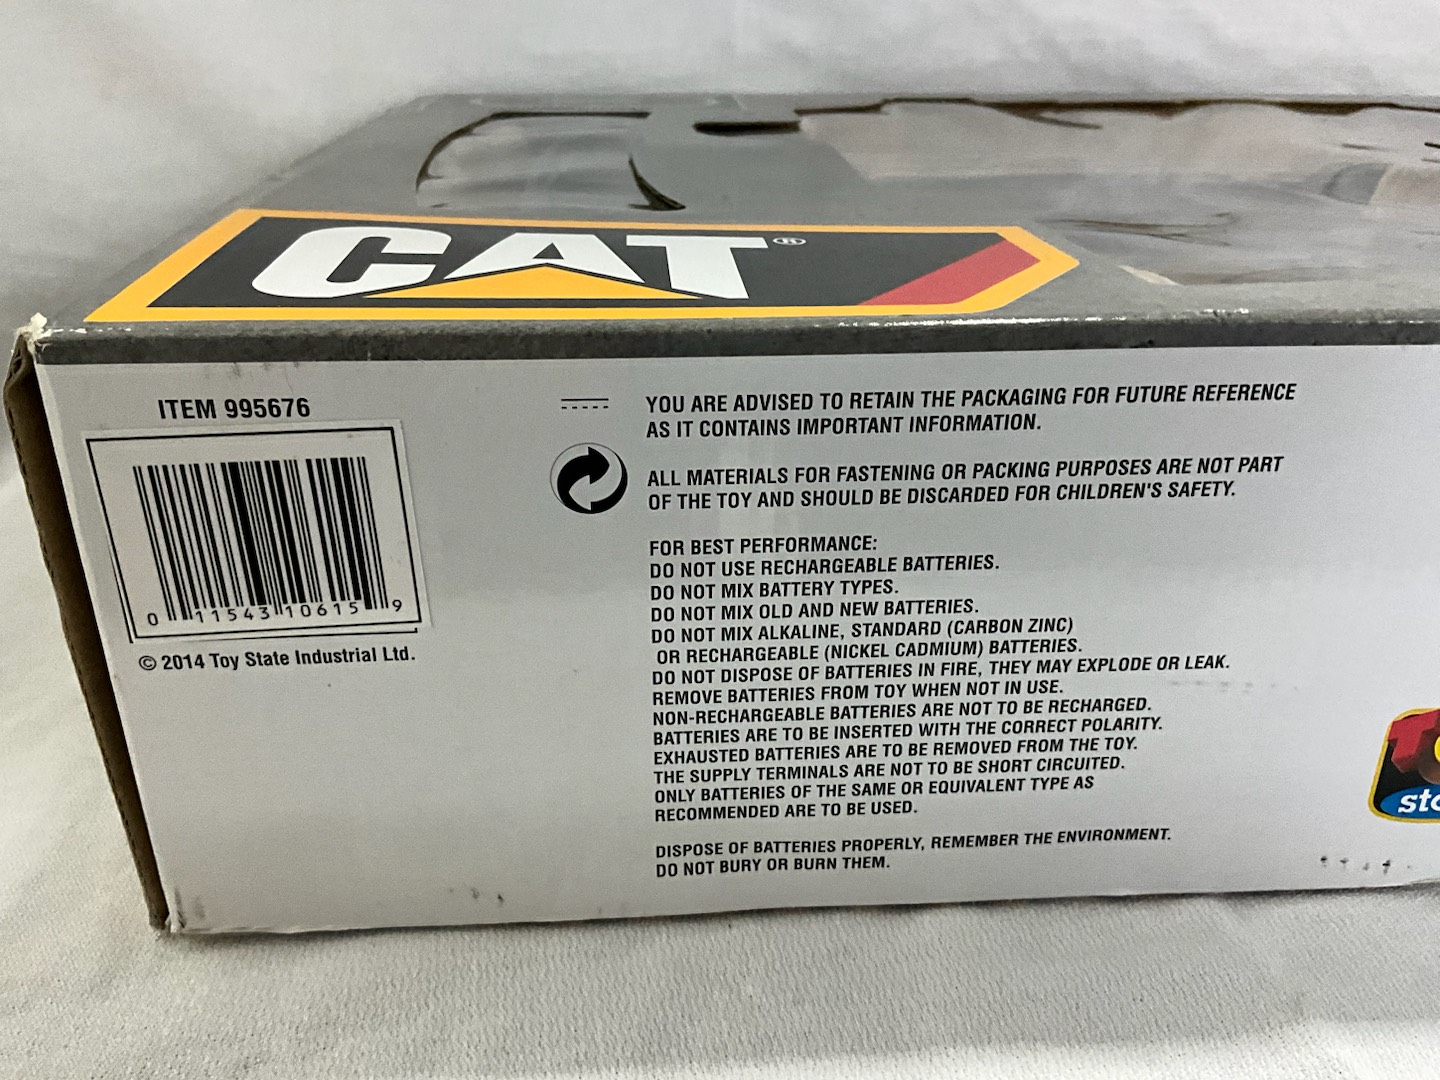 CAT®
ITEM 995676
0 11543 10615 9
© 2014 Toy State Industrial Ltd.
YOU ARE ADVISED TO RETAIN THE PACKAGING FOR FUTURE REFERENCE
AS IT CONTAINS IMPORTANT INFORMATION.
ALL MATERIALS FOR FASTENING OR PACKING PURPOSES ARE NOT PART
OF THE TOY AND SHOULD BE DISCARDED FOR CHILDREN'S SAFETY.
FOR BEST PERFORMANCE:
DO NOT USE RECHARGEABLE BATTERIES.
DO NOT MIX BATTERY TYPES.
DO NOT MIX OLD AND NEW BATTERIES.
DO NOT MIX ALKALINE, STANDARD (CARBON ZINC)
OR RECHARGEABLE (NICKEL CADMIUM) BATTERIES.
DO NOT DISPOSE OF BATTERIES IN FIRE, THEY MAY EXPLODE OR LEAK.
REMOVE BATTERIES FROM TOY WHEN NOT IN USE.
NON-RECHARGEABLE BATTERIES ARE NOT TO BE RECHARGED.
BATTERIES ARE TO BE INSERTED WITH THE CORRECT POLARITY.
EXHAUSTED BATTERIES ARE TO BE REMOVED FROM THE TOY.
THE SUPPLY TERMINALS ARE NOT TO BE SHORT CIRCUITED.
ONLY BATTERIES OF THE SAME OR EQUIVALENT TYPE AS
RECOMMENDED ARE TO BE USED.
DISPOSE OF BATTERIES PROPERLY, REMEMBER THE ENVIRONMENT.
DO NOT BURY OR BURN THEM.